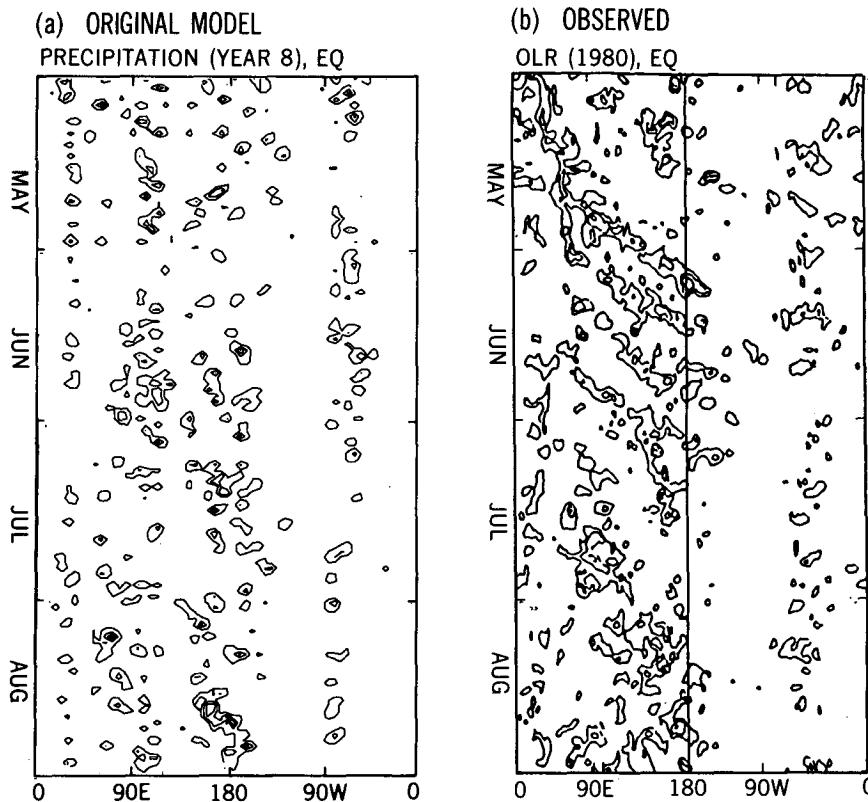 (a) ORIGINAL MODEL
PRECIPITATION (YEAR 8), EQ
MAY
JUN
JUL
AUG
0
90E
180
90W
0
(b) OBSERVED
OLR (1980), EQ
MAY
JUN
JUL
AUG
0
90E
180
90W
0